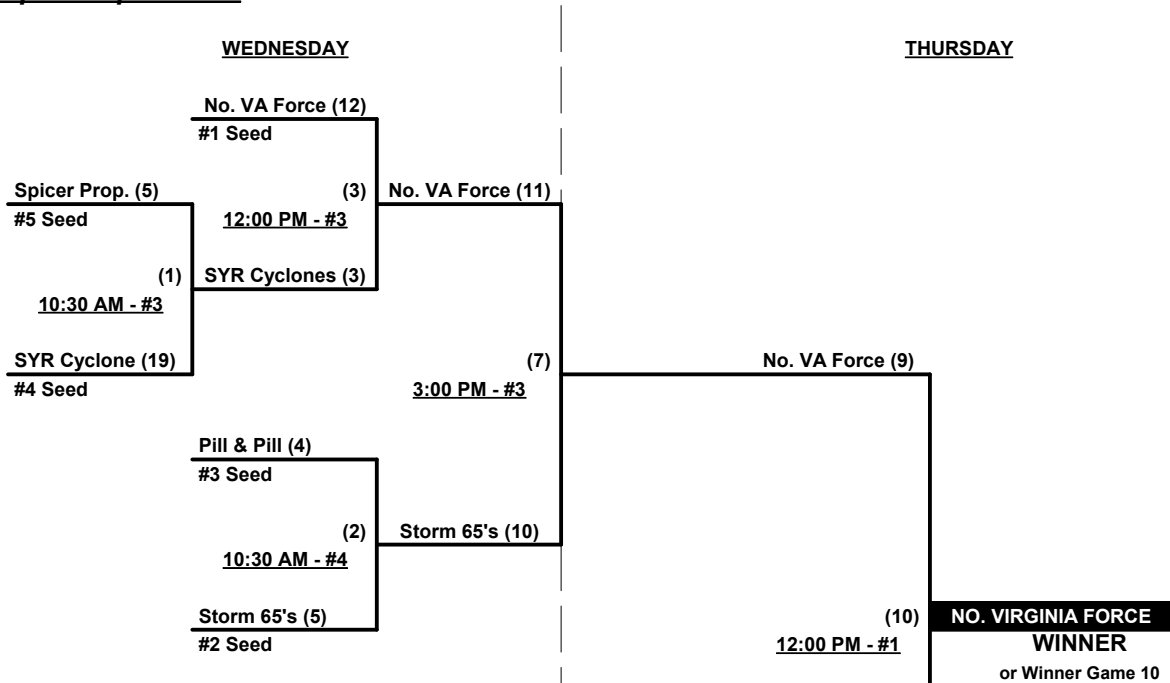 WEDNESDAY
THURSDAY
No. VA Force (12)
#1 Seed
Spicer Prop. (5)
(3)
No. VA Force (11)
#5 Seed
12:00 PM - #3
(1)
SYR Cyclones (3)
10:30 AM - #3
SYR Cyclone (19)
(7)
No. VA Force (9)
#4 Seed
3:00 PM - #3
Pill & Pill (4)
#3 Seed
(2)
Storm 65's (10)
10:30 AM - #4
Storm 65's (5)
(10)
NO. VIRGINIA FORCE
#2 Seed
12:00 PM - #1
WINNER
or Winner Game 10